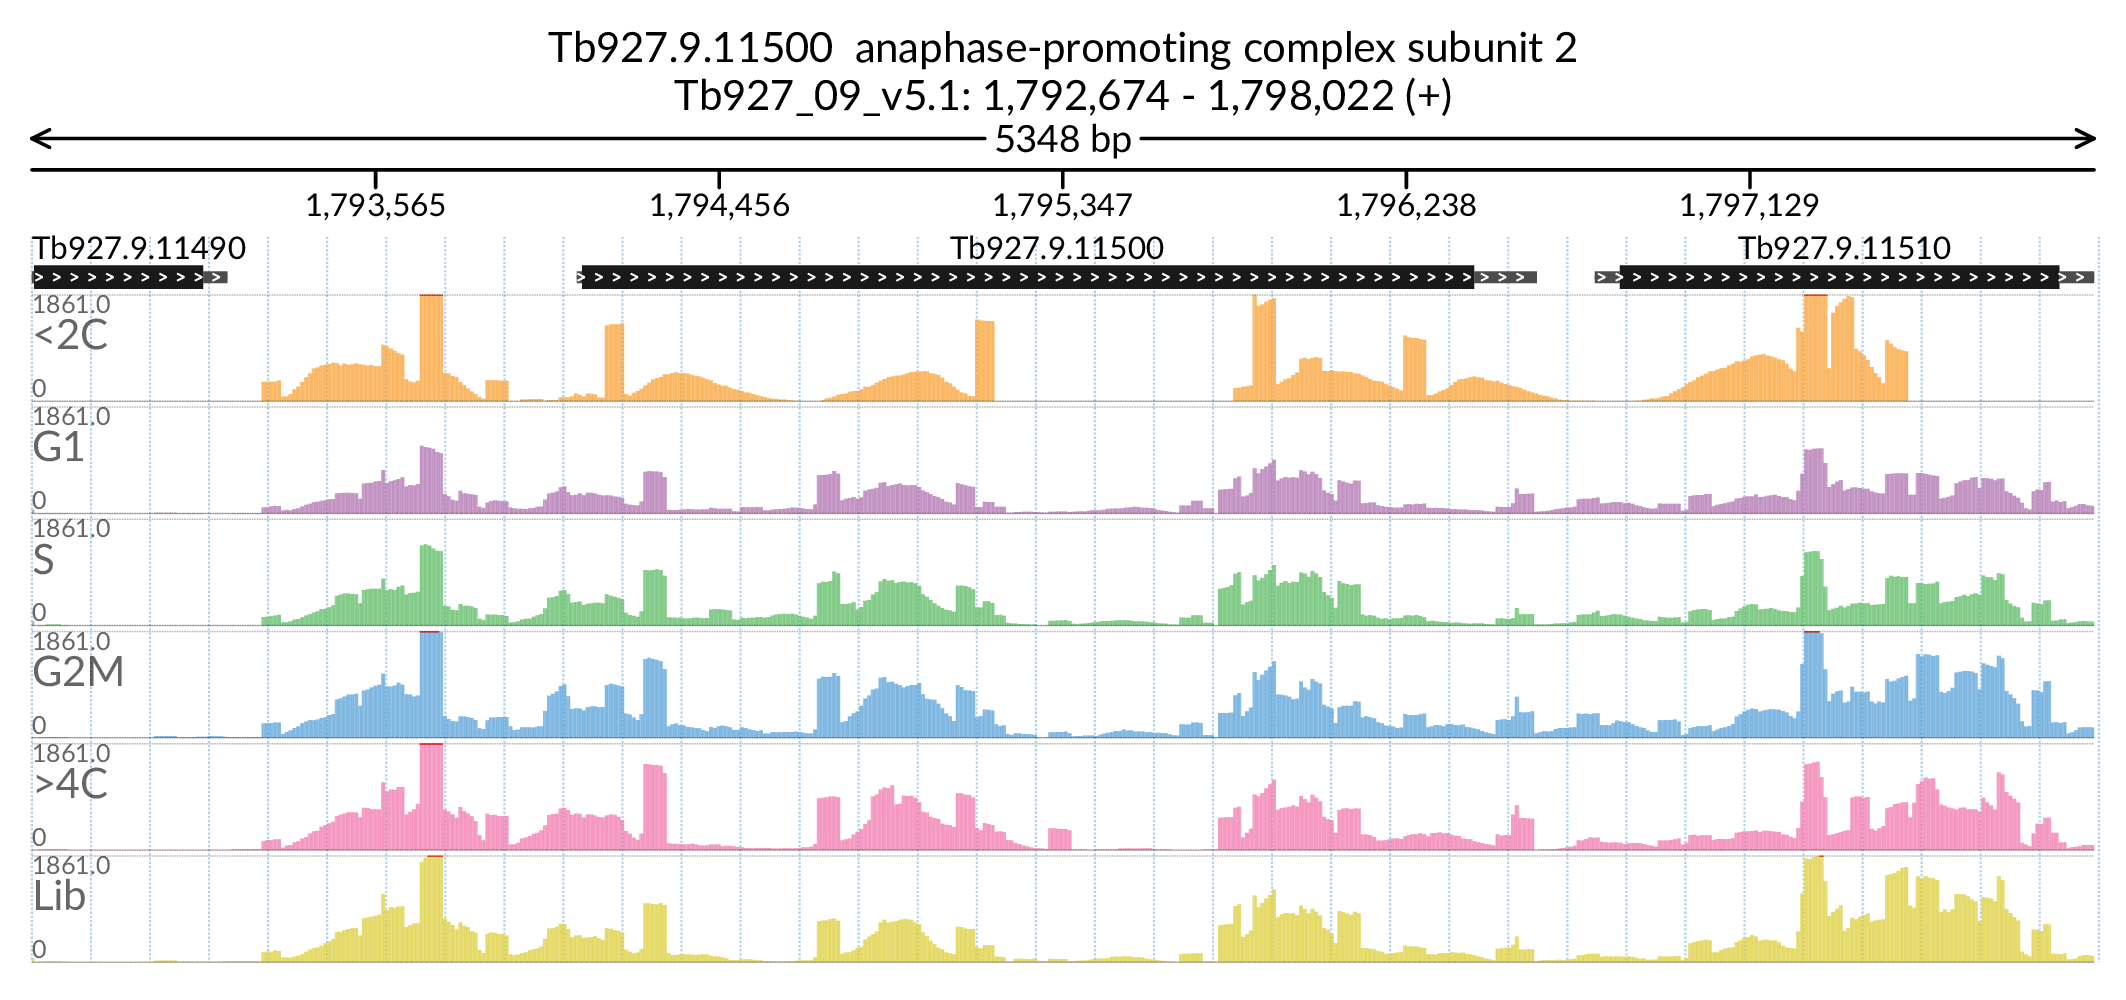 Tb927.9.11500 anaphase-promoting complex subunit 2
Tb927_09_v5.1: 1,792,674 - 1,798,022 (+)
5348 bp
1,793,565 1,794,456 1,795,347 1,796,238 1,797,129
Tb927.9.11490 Tb927.9.11500 Tb927.9.11510
1861.0
<2C
0
1861.0
G1
0
1861.0
S
0
1861.0
G2M
0
1861.0
>4C
0
1861.0
Lib
0